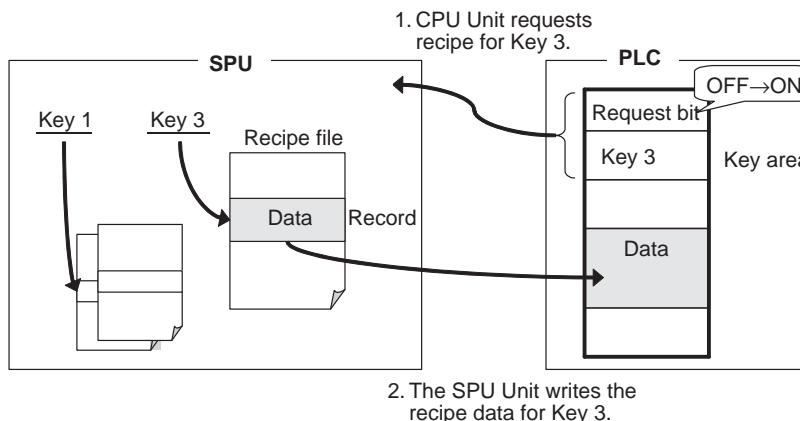 1. CPU Unit requests
recipe for Key 3.
SPU
PLC
OFF→ON
Key 1
Key 3
Recipe file
Request bit
Key 3
Key area
Data
Record
Data
2. The SPU Unit writes the
recipe data for Key 3.